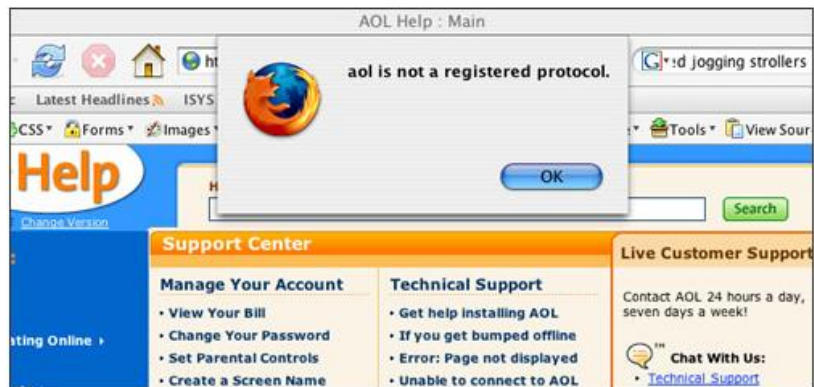 AOL Help : Main
aol is not a registered protocol.
OK
jogging strollers
Latest Headlines
ISYS
CSS
Forms
Images
Tools
View Sour
Help
Change Version
Search
Support Center
Live Customer Support
Manage Your Account
• View Your Bill
• Change Your Password
• Set Parental Controls
• Create a Screen Name
Technical Support
• Get help installing AOL
• If you get bumped offline
• Error: Page not displayed
• Unable to connect to AOL
Contact AOL 24 hours a day,
seven days a week!
Chat With Us:
• Technical Support
ating Online